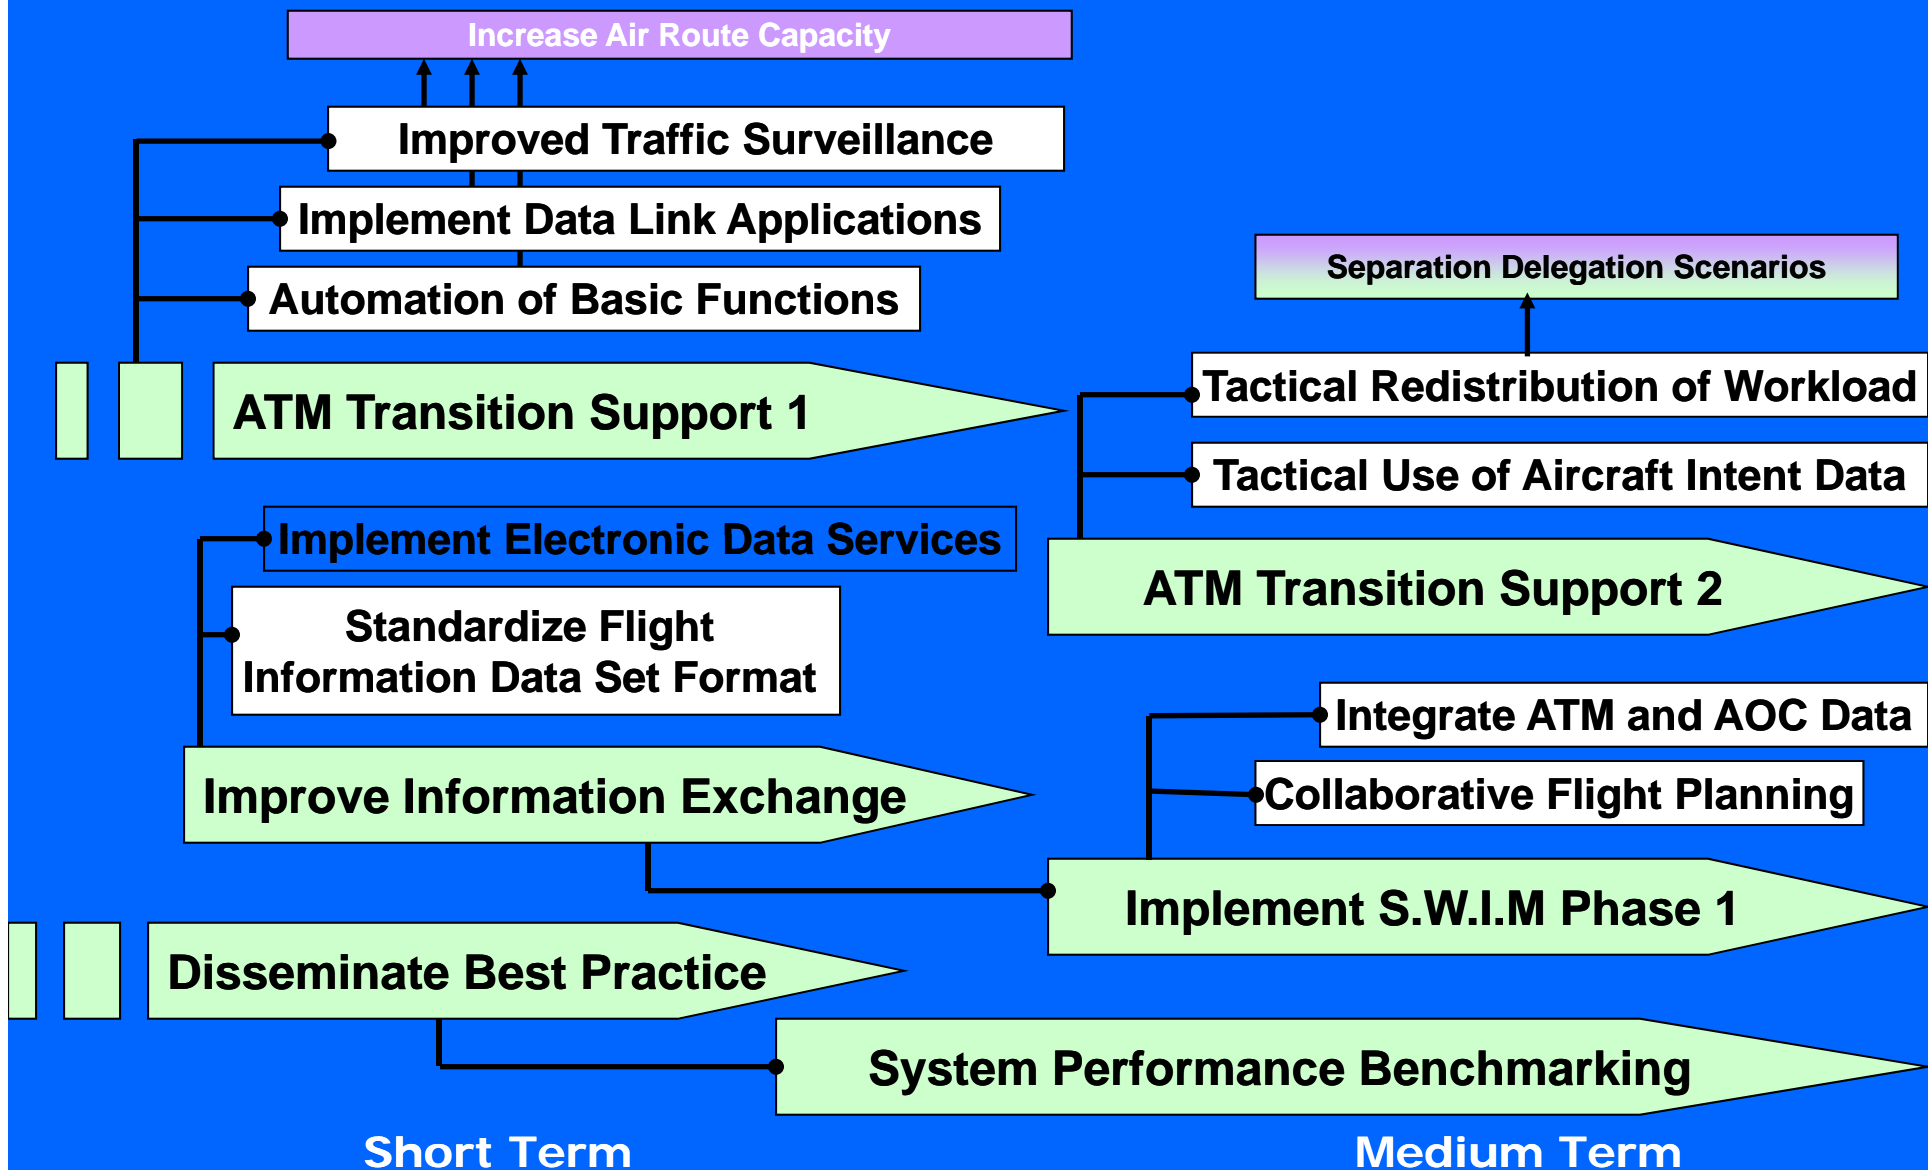 Increase Air Route Capacity
Improved Traffic Surveillance
Implement Data Link Applications
Automation of Basic Functions
ATM Transition Support 1
Separation Delegation Scenarios
Tactical Redistribution of Workload
Tactical Use of Aircraft Intent Data
ATM Transition Support 2
Implement Electronic Data Services
Standardize Flight
Information Data Set Format
Improve Information Exchange
Integrate ATM and AOC Data
Collaborative Flight Planning
Implement S.W.I.M Phase 1
Disseminate Best Practice
System Performance Benchmarking
Short Term
Medium Term